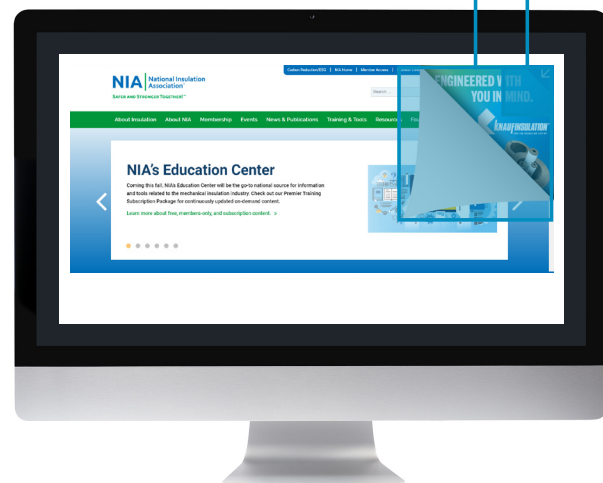 Carbon Reduction/ESG | NIA Home | Member Access |
NIA National Insulation Association®
SAFER AND STRONGER TOGETHER™
Search ...
ENGINEERED WITH
YOU IN MIND.
KNAUFINSULATION
About Insulation About NIA Membership Events News & Publications Training & Tools Resources
NIA's Education Center
Coming this fall, NIA's Education Center will be the go-to national source for information
and tools related to the mechanical insulation industry. Check out our Premier Training
Subscription Package for continuously updated on-demand content.
Learn more about free, members-only, and subscription content. »